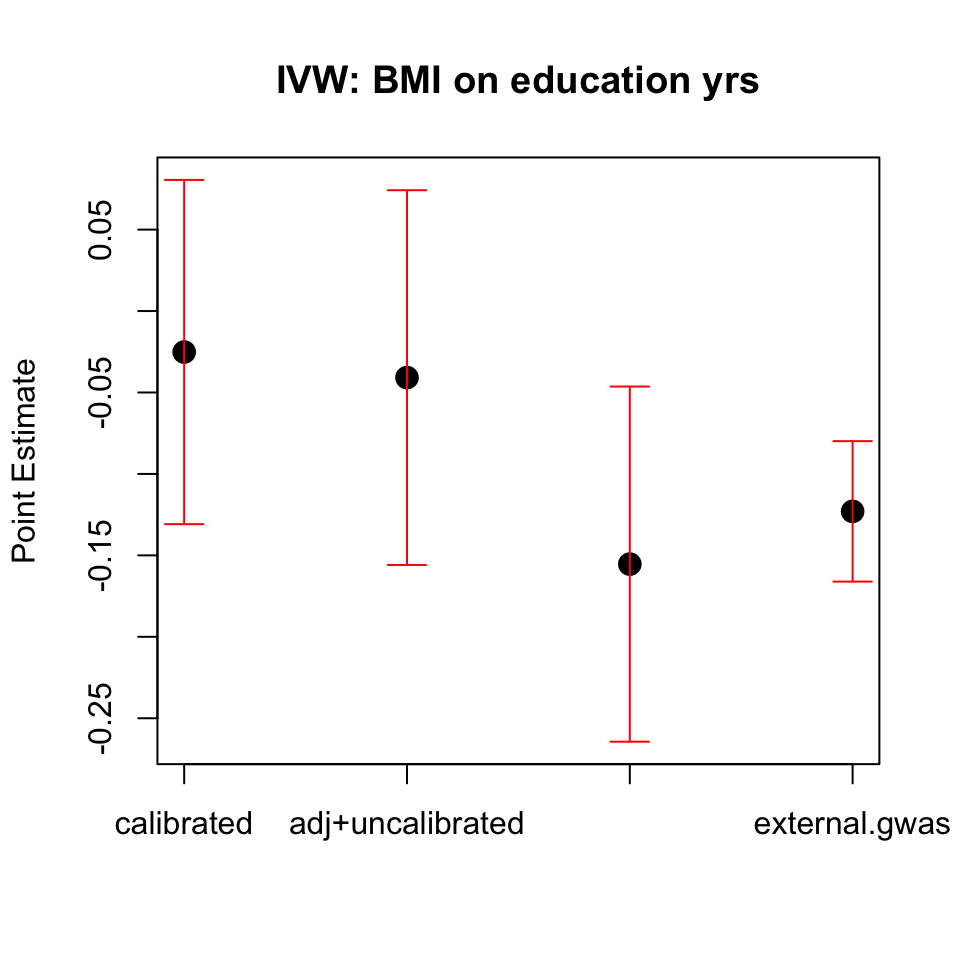 IVW: BMI on education yrs
Point Estimate
0.05
-0.05
-0.15
-0.25
calibrated adj+uncalibrated external.gwas